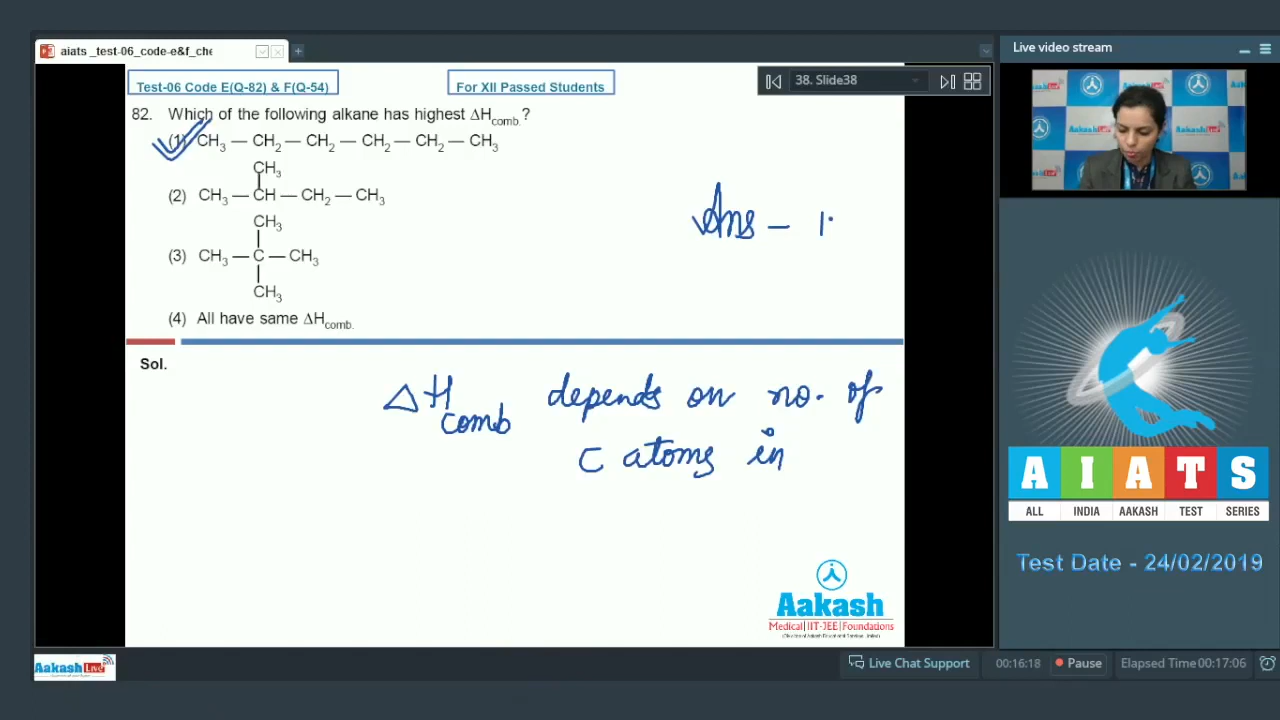 aiats _test-06_code-e&f_che
Live video stream
Test-06 Code E(Q-82) & F(Q-54)
For XII Passed Students
38. Slide38
82. Which of the following alkane has highest ΔHcomb.?
(1) CH3 — CH2 — CH2 — CH2 — CH2 — CH3
CH3
(2) CH3 — CH — CH2 — CH3
CH3
(3) CH3 — C — CH3
CH3
(4) All have same ΔHcomb.
Ans – 1.
Sol.
ΔHcomb depends on no. of
C atoms in
Aakash
Medical|IIT-JEE|Foundations
AakashLive
A I A T S
ALL INDIA AAKASH TEST SERIES
Test Date - 24/02/2019
Aakash Live
Live Chat Support
00:16:18
Pause
Elapsed Time 00:17:06